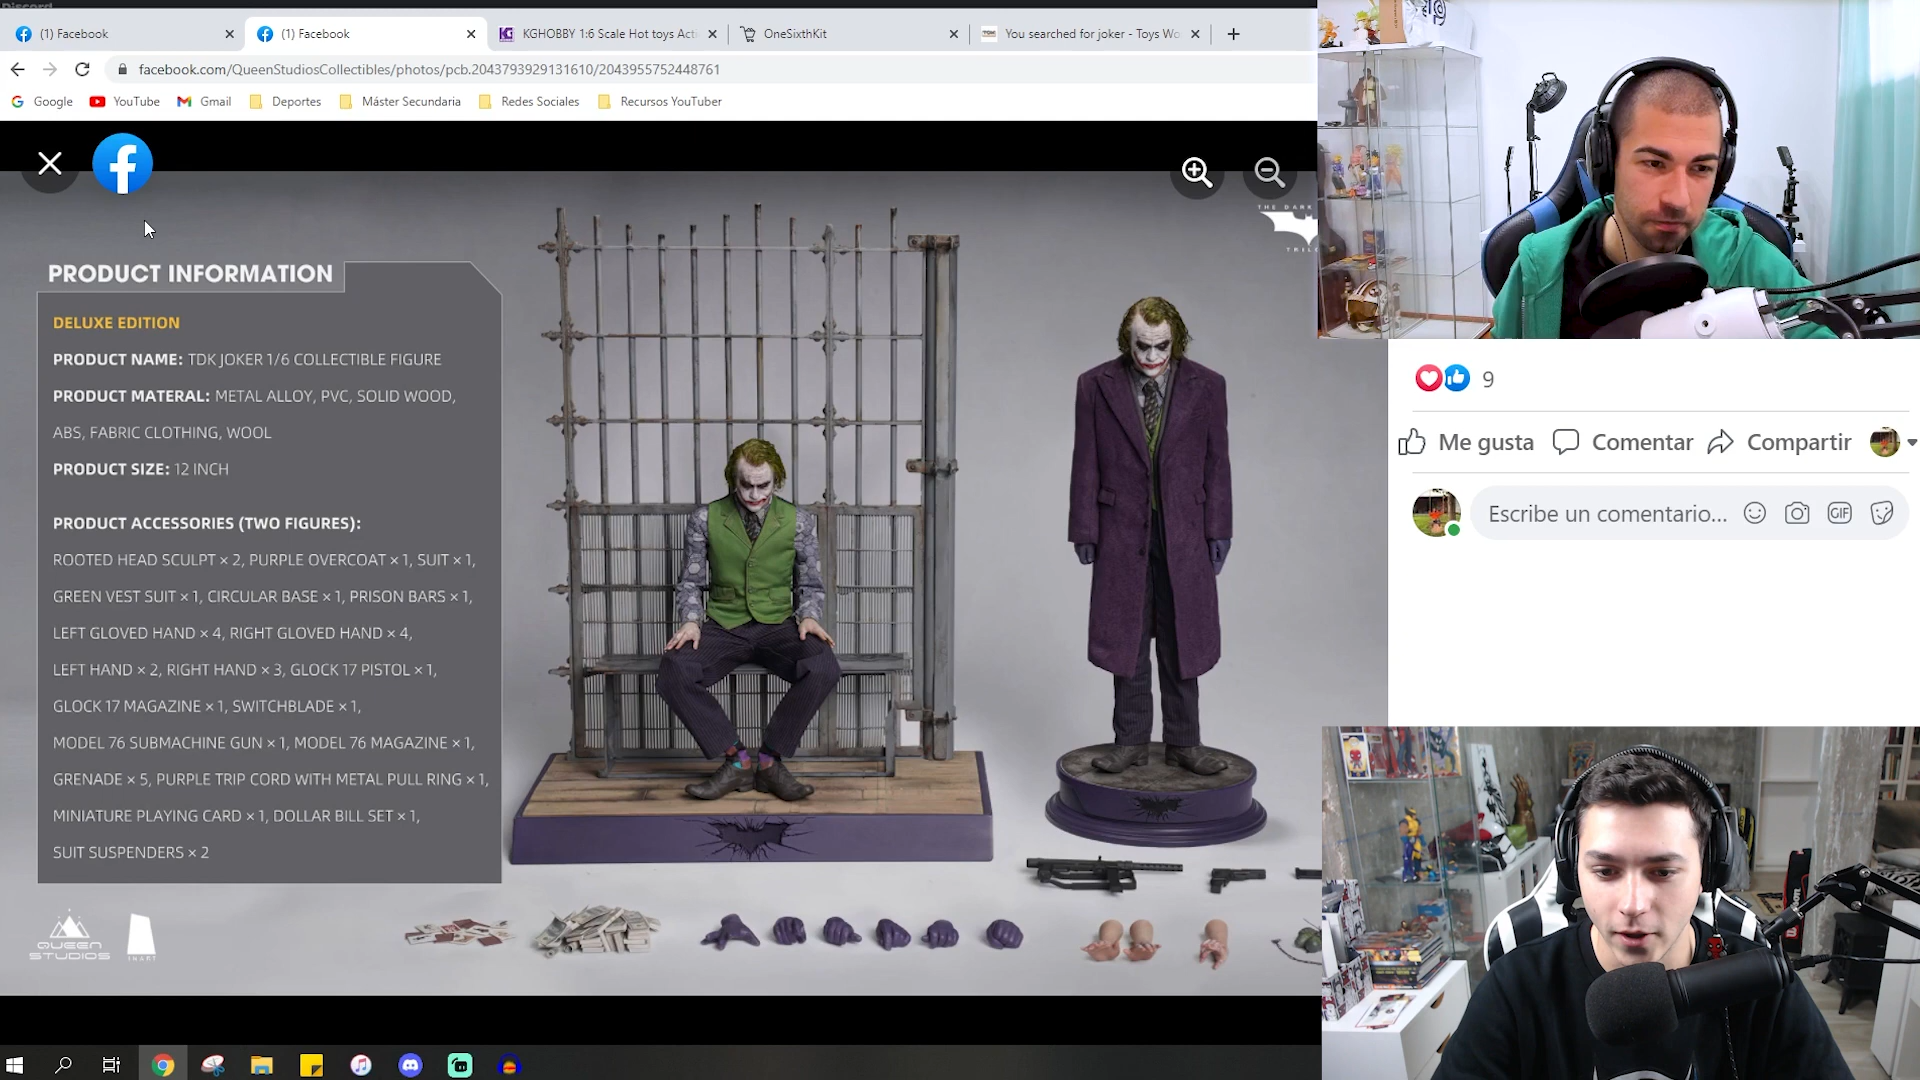 Discord
(1) Facebook
(1) Facebook
KGHOBBY 1:6 Scale Hot toys Acti
OneSixthKit
You searched for joker - Toys Wo
facebook.com/QueenStudiosCollectibles/photos/pcb.2043793929131610/2043955752448761
Google
YouTube
Gmail
Deportes
Máster Secundaria
Redes Sociales
Recursos YouTuber
THE DARK
TRIL
PRODUCT INFORMATION
DELUXE EDITION
PRODUCT NAME: TDK JOKER 1/6 COLLECTIBLE FIGURE
PRODUCT MATERAL: METAL ALLOY, PVC, SOLID WOOD,
ABS, FABRIC CLOTHING, WOOL
PRODUCT SIZE: 12 INCH
PRODUCT ACCESSORIES (TWO FIGURES):
ROOTED HEAD SCULPT × 2, PURPLE OVERCOAT × 1, SUIT × 1,
GREEN VEST SUIT × 1, CIRCULAR BASE × 1, PRISON BARS × 1,
LEFT GLOVED HAND × 4, RIGHT GLOVED HAND × 4,
LEFT HAND × 2, RIGHT HAND × 3, GLOCK 17 PISTOL × 1,
GLOCK 17 MAGAZINE × 1, SWITCHBLADE × 1,
MODEL 76 SUBMACHINE GUN × 1, MODEL 76 MAGAZINE × 1,
GRENADE × 5, PURPLE TRIP CORD WITH METAL PULL RING × 1,
MINIATURE PLAYING CARD × 1, DOLLAR BILL SET × 1,
SUIT SUSPENDERS × 2
QUEEN
STUDIOS
INART
9
Me gusta
Comentar
Compartir
Escribe un comentario...
GIF